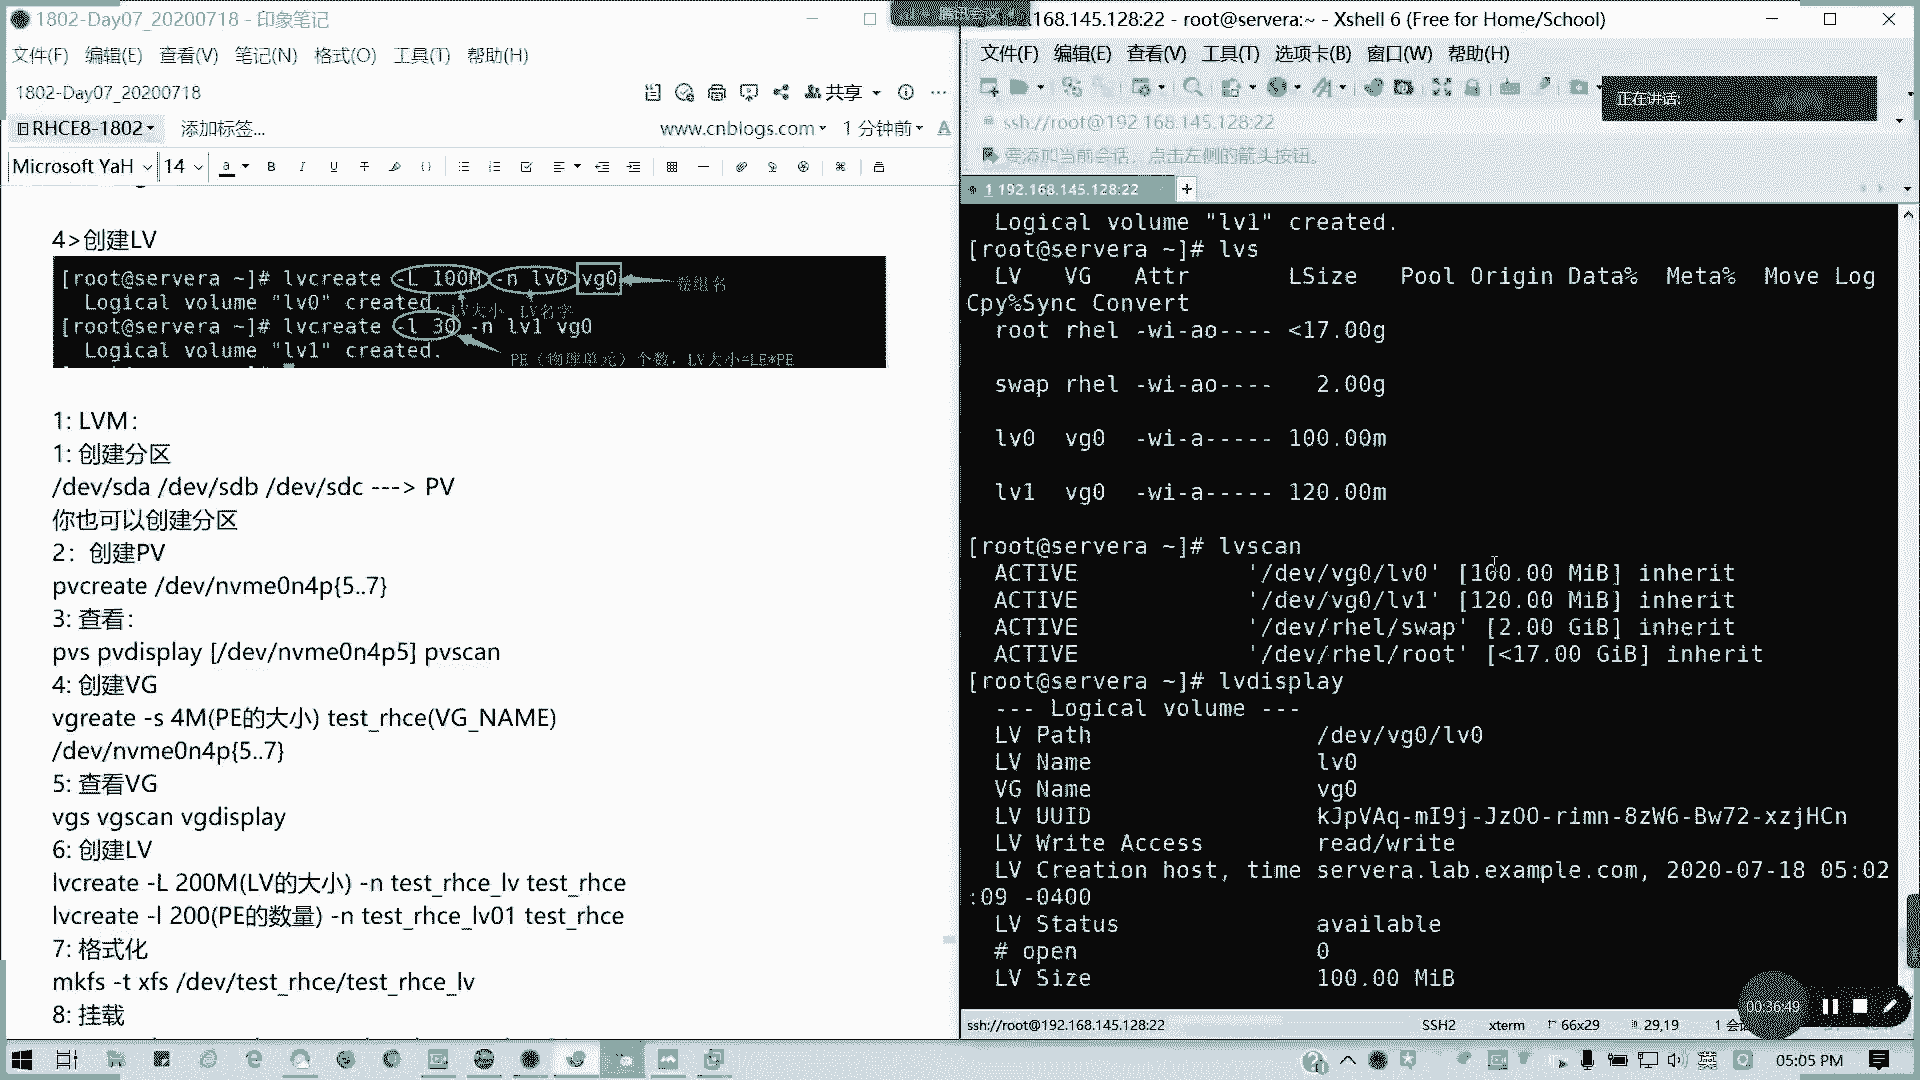 1802-Day07_20200718 - 印象笔记
文件(F) 编辑(E) 查看(V) 笔记(N) 格式(O) 工具(T) 帮助(H)
1802-Day07_20200718
共享
RHCE8-1802 添加标签...
www.cnblogs.com 1 分钟前
Microsoft YaH 14
4>创建LV
[root@servera ~]# lvcreate -L 100M -n lv0 vg0 卷组名
Logical volume "lv0" created. LV大小 LV名字
[root@servera ~]# lvcreate -l 30 -n lv1 vg0
Logical volume "lv1" created.
PE（物理单元）个数, LV大小=LE*PE
1: LVM：
1: 创建分区
/dev/sda /dev/sdb /dev/sdc ---> PV
你也可以创建分区
2：创建PV
pvcreate /dev/nvme0n4p{5..7}
3: 查看：
pvs pvdisplay [/dev/nvme0n4p5] pvscan
4: 创建VG
vgreate -s 4M(PE的大小) test_rhce(VG_NAME)
/dev/nvme0n4p{5..7}
5: 查看VG
vgs vgscan vgdisplay
6: 创建LV
lvcreate -L 200M(LV的大小) -n test_rhce_lv test_rhce
lvcreate -l 200(PE的数量) -n test_rhce_lv01 test_rhce
7: 格式化
mkfs -t xfs /dev/test_rhce/test_rhce_lv
8: 挂载
168.145.128:22 - root@servera:~ - Xshell 6 (Free for Home/School)
文件(F) 编辑(E) 查看(V) 工具(T) 选项卡(B) 窗口(W) 帮助(H)
正在讲话:
ssh://root@192.168.145.128:22
要添加当前会话，点击左侧的箭头按钮。
1 192.168.145.128:22
Logical volume "lv1" created.
[root@servera ~]# lvs
LV VG Attr LSize Pool Origin Data% Meta% Move Log
Cpy%Sync Convert
root rhel -wi-ao---- <17.00g
swap rhel -wi-ao---- 2.00g
lv0 vg0 -wi-a----- 100.00m
lv1 vg0 -wi-a----- 120.00m
[root@servera ~]# lvscan
ACTIVE '/dev/vg0/lv0' [100.00 MiB] inherit
ACTIVE '/dev/vg0/lv1' [120.00 MiB] inherit
ACTIVE '/dev/rhel/swap' [2.00 GiB] inherit
ACTIVE '/dev/rhel/root' [<17.00 GiB] inherit
[root@servera ~]# lvdisplay
--- Logical volume ---
LV Path /dev/vg0/lv0
LV Name lv0
VG Name vg0
LV UUID kJpVAq-mI9j-JzOO-rimn-8zW6-Bw72-xzjHCn
LV Write Access read/write
LV Creation host, time servera.lab.example.com, 2020-07-18 05:02
:09 -0400
LV Status available
# open 0
LV Size 100.00 MiB
00:36:49
ssh://root@192.168.145.128:22 SSH2 xterm 66x29 29,19 1 会
05:05 PM